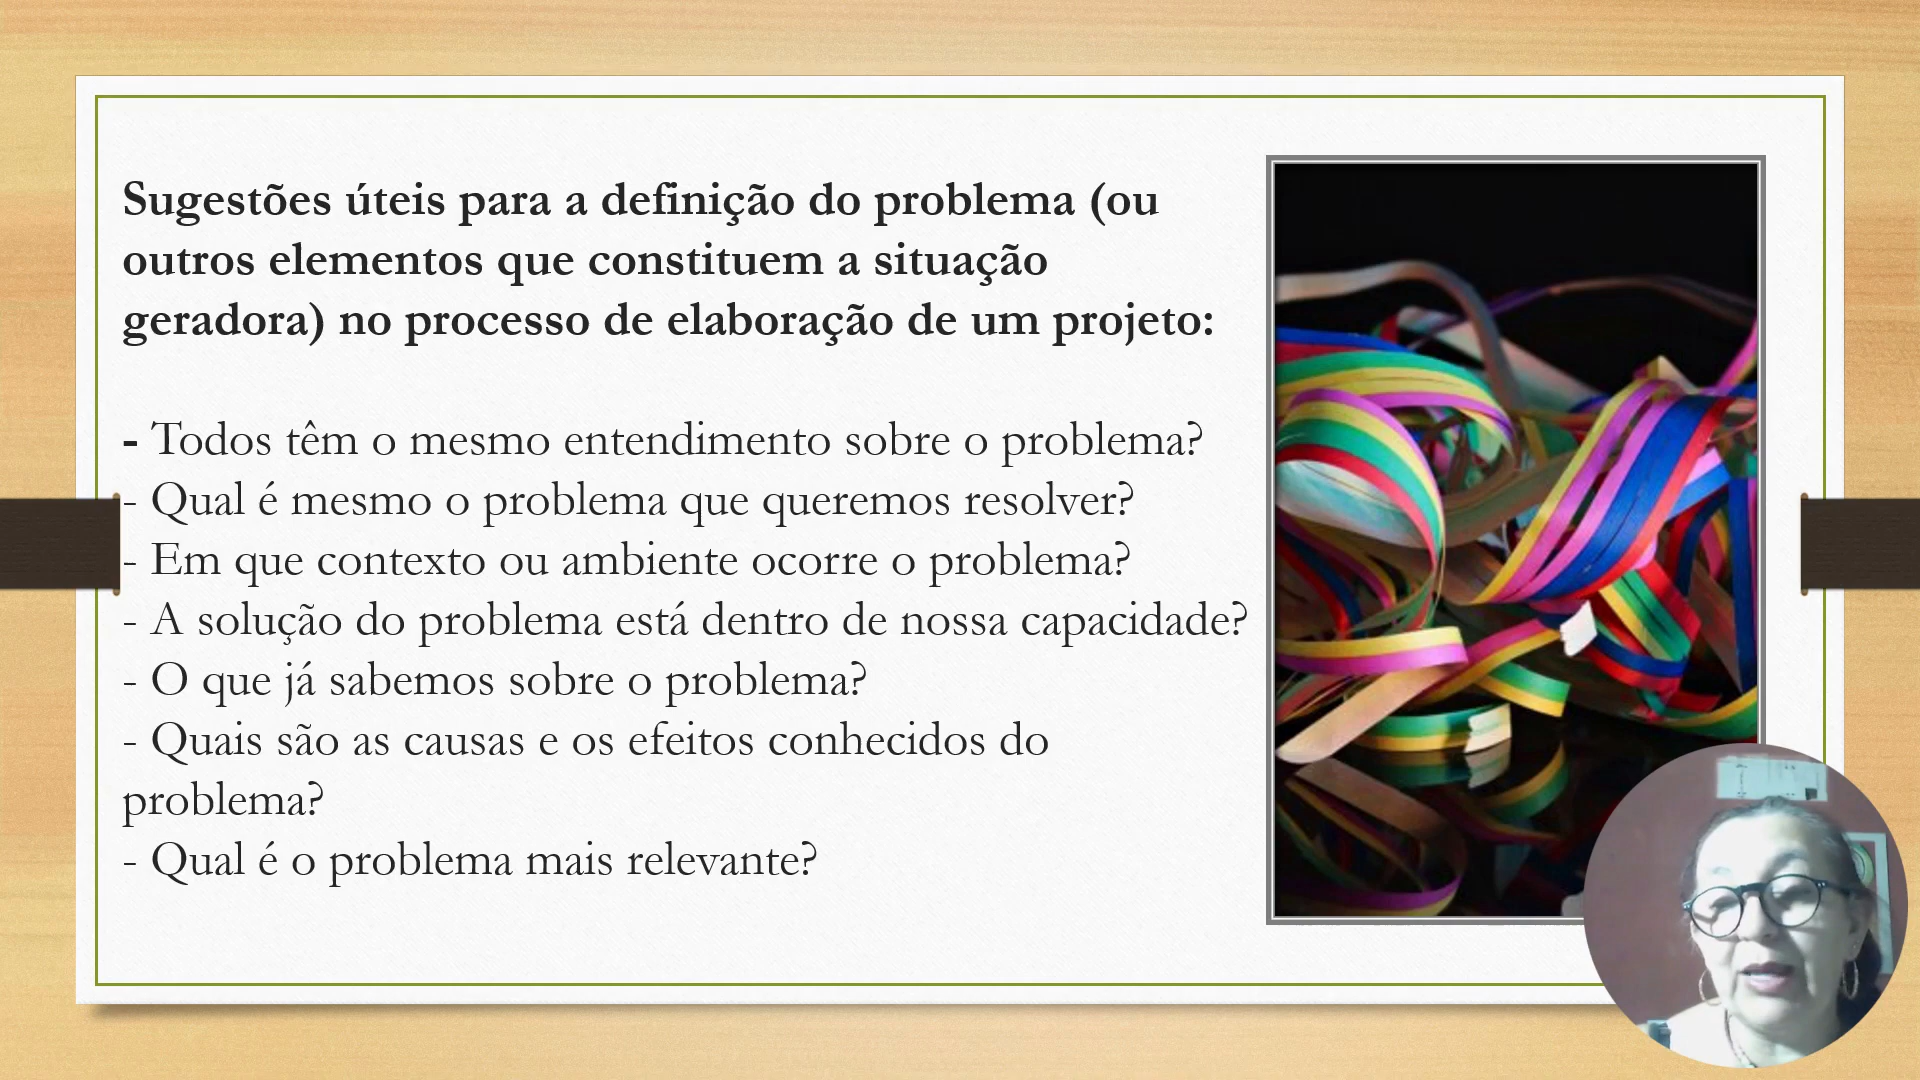 Sugestões úteis para a definição do problema (ou
outros elementos que constituem a situação
geradora) no processo de elaboração de um projeto:
- Todos têm o mesmo entendimento sobre o problema?
- Qual é mesmo o problema que queremos resolver?
- Em que contexto ou ambiente ocorre o problema?
- A solução do problema está dentro de nossa capacidade?
- O que já sabemos sobre o problema?
- Quais são as causas e os efeitos conhecidos do
problema?
- Qual é o problema mais relevante?